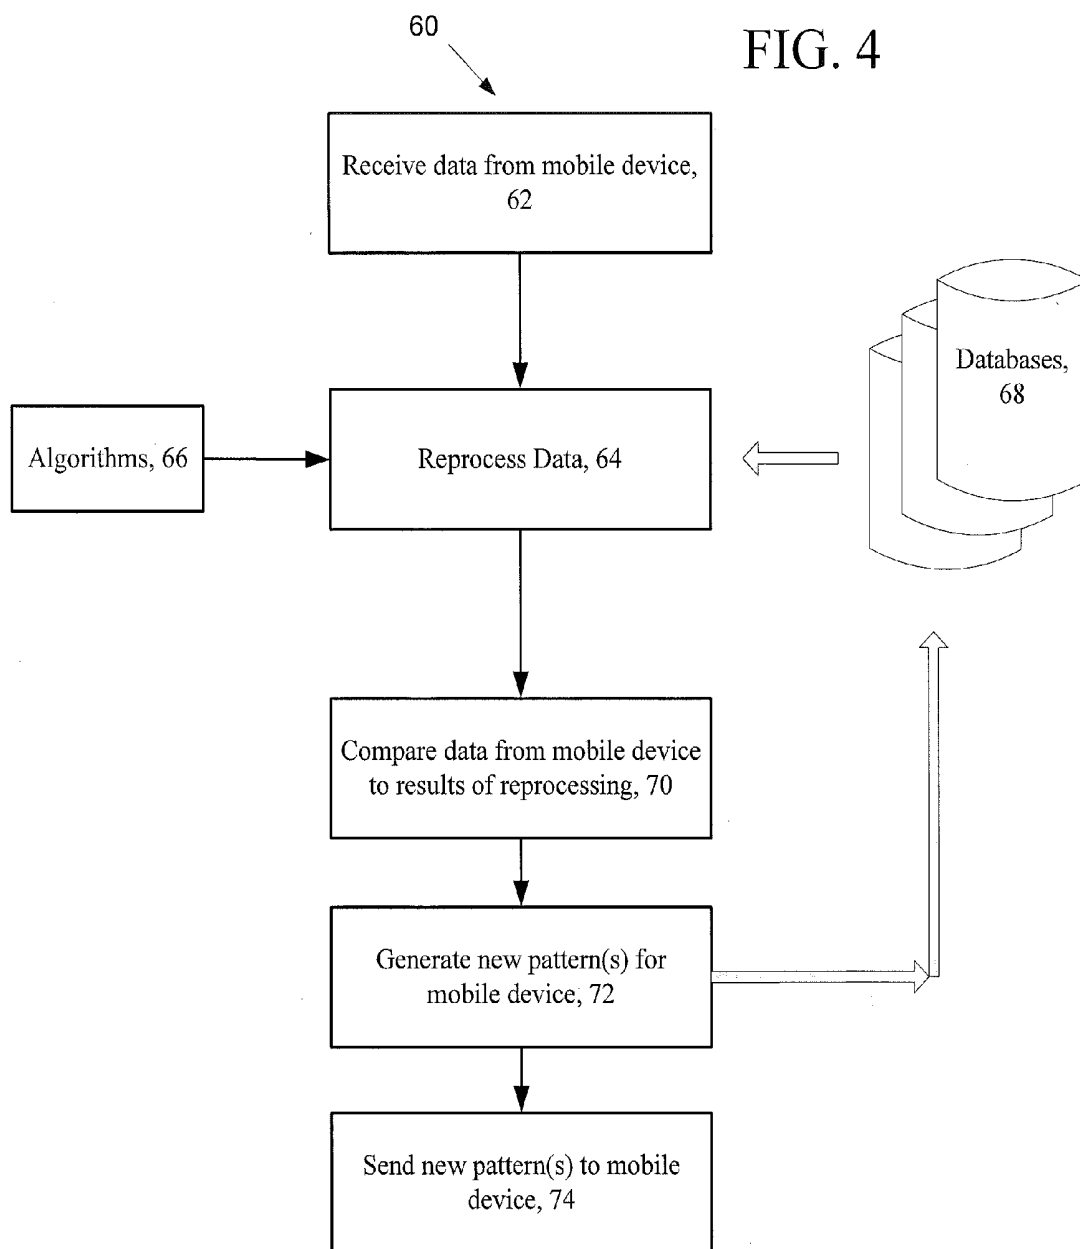 60
FIG. 4
Receive data from mobile device,
62
Databases,
68
Algorithms, 66
Reprocess Data, 64
Compare data from mobile device
to results of reprocessing, 70
Generate new pattern(s) for
mobile device, 72
Send new pattern(s) to mobile
device, 74